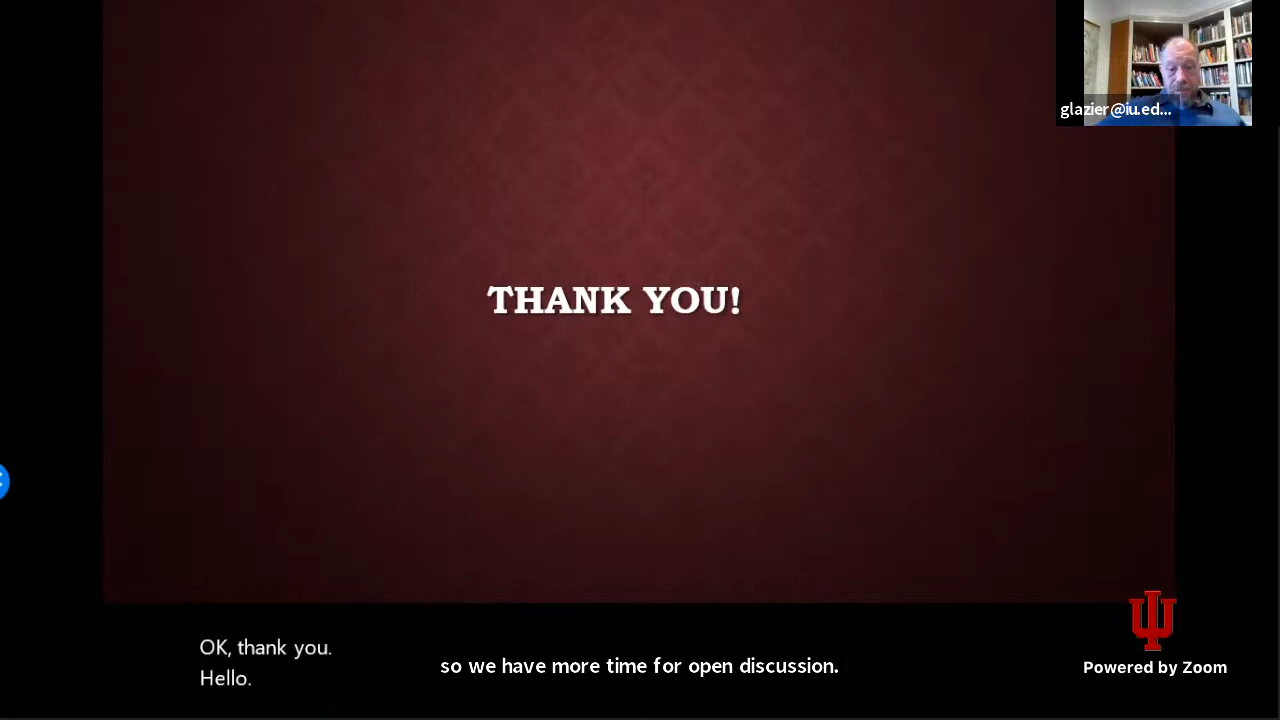 glazier@iu.ed...
THANK YOU!
OK, thank you.
Hello.
so we have more time for open discussion.
Powered by Zoom